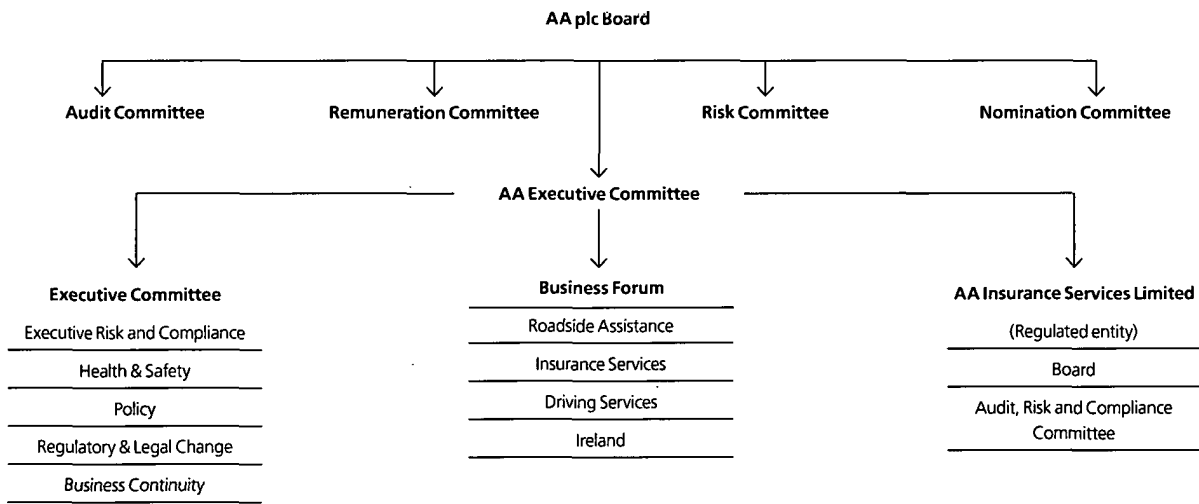 AA plc Board
Audit Committee
Remuneration Committee
Risk Committee
Nomination Committee
AA Executive Committee
Executive Committee
Executive Risk and Compliance
Health & Safety
Policy
Regulatory & Legal Change
Business Continuity
Business Forum
Roadside Assistance
Insurance Services
Driving Services
Ireland
AA Insurance Services Limited
(Regulated entity)
Board
Audit, Risk and Compliance
Committee